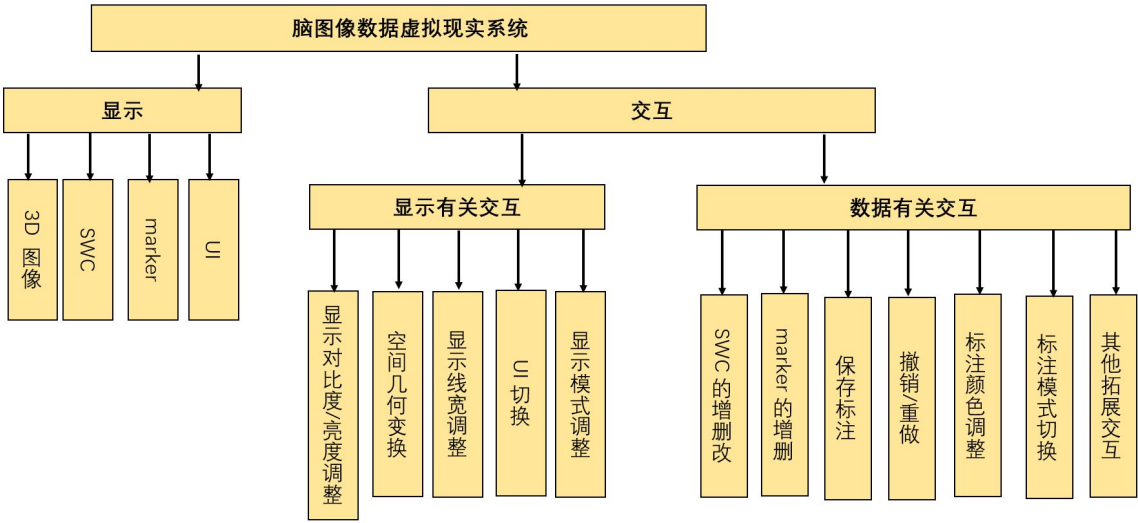 脑图像数据虚拟现实系统
显示
交互
3D 图像
SWC
marker
UI
显示有关交互
数据有关交互
显示对比度/亮度调整
空间几何变换
显示线宽调整
UI 切换
显示模式调整
SWC 的增删改
marker 的增删
保存标注
撤销/重做
标注颜色调整
标注模式切换
其他拓展交互